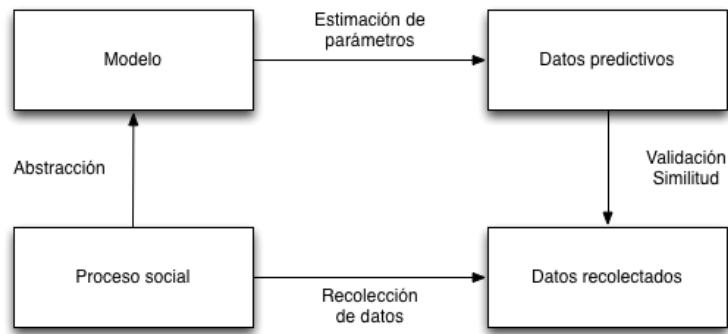 Estimación de
parámetros
Modelo
Datos predictivos
Abstracción
Validación
Similitud
Proceso social
Datos recolectados
Recolección
de datos